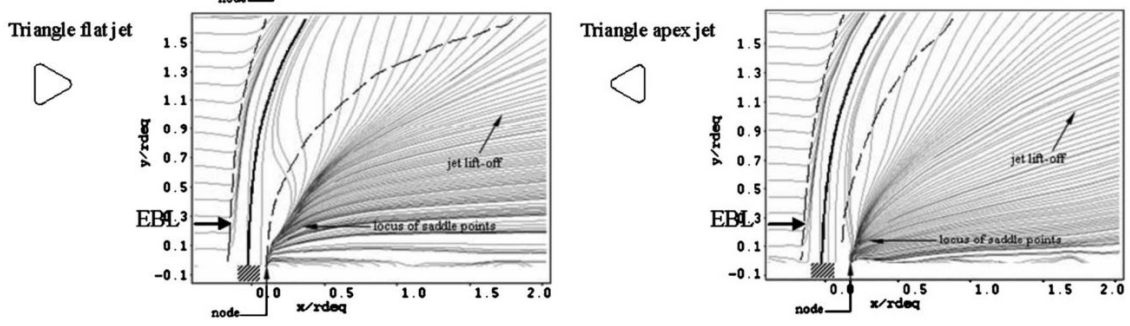 node
Triangle flat jet
1.5
1.3
1.1
0.9
0.7
0.5
0.3
0.1
-0.1
y/rdeq
jet lift-off
EBL
locus of saddle points
0.0 0.5 1.0 1.5 2.0
x/rdeq
node
Triangle apex jet
1.5
1.3
1.1
0.9
0.7
0.5
0.3
0.1
-0.1
y/rdeq
jet lift-off
EBL
locus of saddle points
0.0 0.5 1.0 1.5 2.0
x/rdeq
node